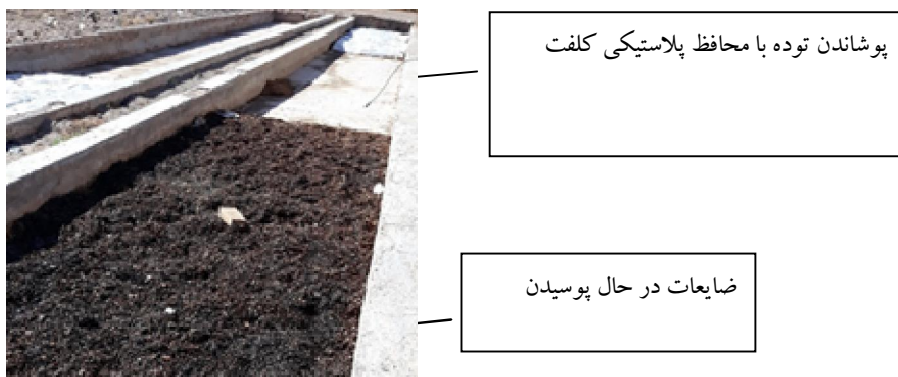 پوشاندن توده با محافظ پلاستیکی کلفت
ضایعات در حال پوسیدن